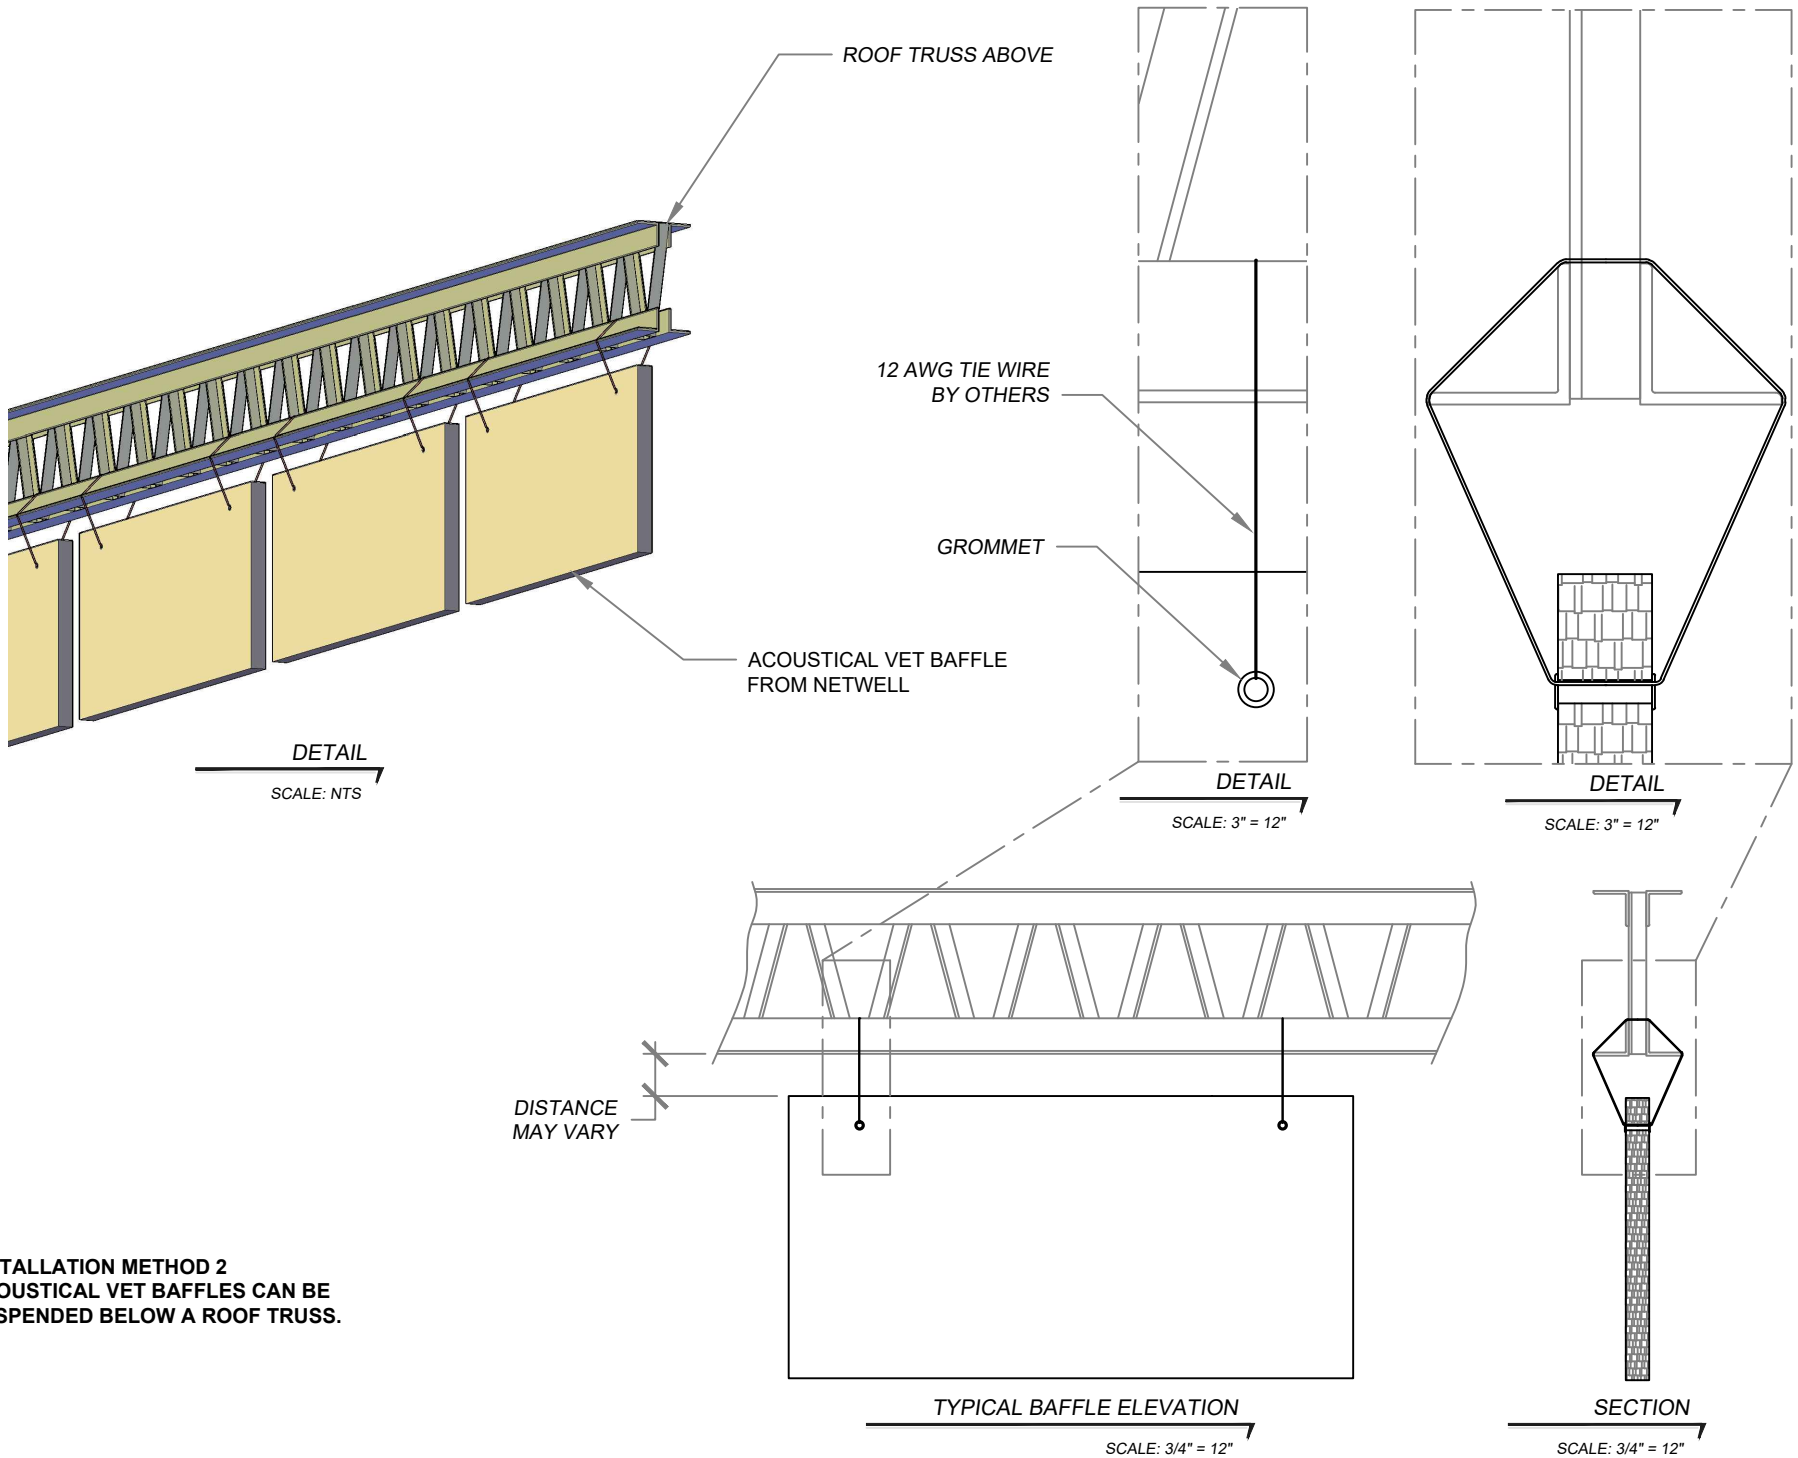 ROOF TRUSS ABOVE
12 AWG TIE WIRE
BY OTHERS
GROMMET
ACOUSTICAL VET BAFFLE
FROM NETWELL
DETAIL
SCALE: NTS
DETAIL
SCALE: 3" = 12"
DETAIL
SCALE: 3" = 12"
DISTANCE
MAY VARY
TALLATION METHOD 2
OUSTICAL VET BAFFLES CAN BE
SPENDED BELOW A ROOF TRUSS.
TYPICAL BAFFLE ELEVATION
SCALE: 3/4" = 12"
SECTION
SCALE: 3/4" = 12"